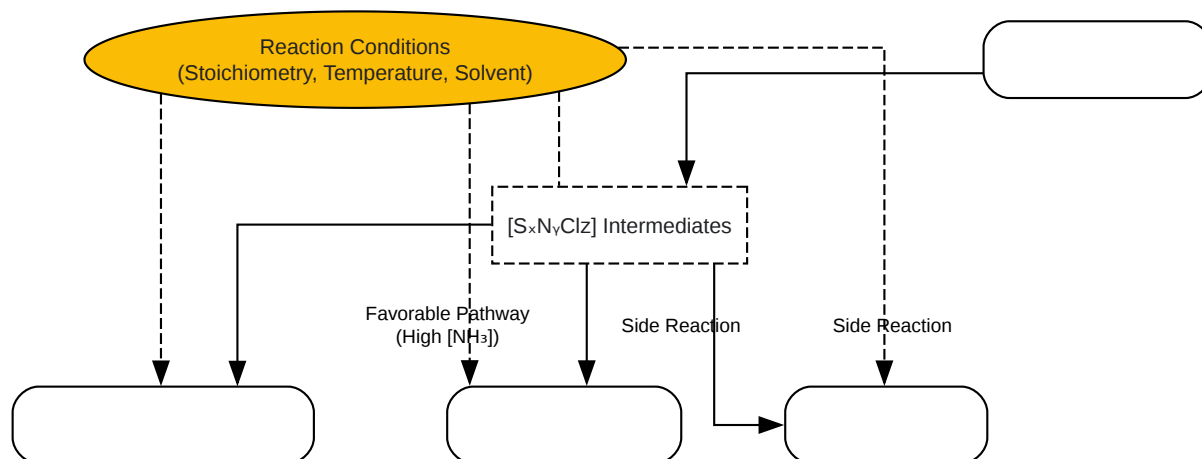 Reaction Conditions
(Stoichiometry, Temperature, Solvent)
[SₓNᵧClz] Intermediates
Favorable Pathway
(High [NH₃])
Side Reaction
Side Reaction